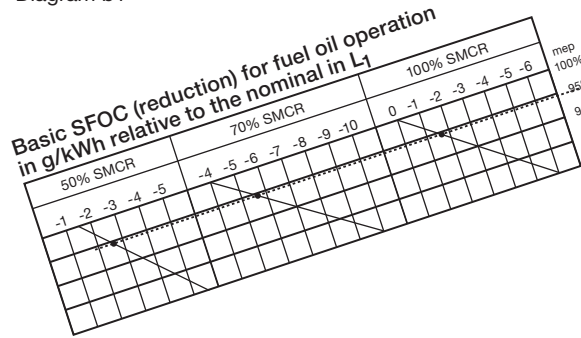 Basic SFOC (reduction) for fuel oil operation
in g/kWh relative to the nominal in L1
50% SMCR 70% SMCR 100% SMCR
mep
-1 -2 -3 -4 -5 -4 -5 -6 -7 -8 -9 -10 0 -1 -2 -3 -4 -5 -6 100%